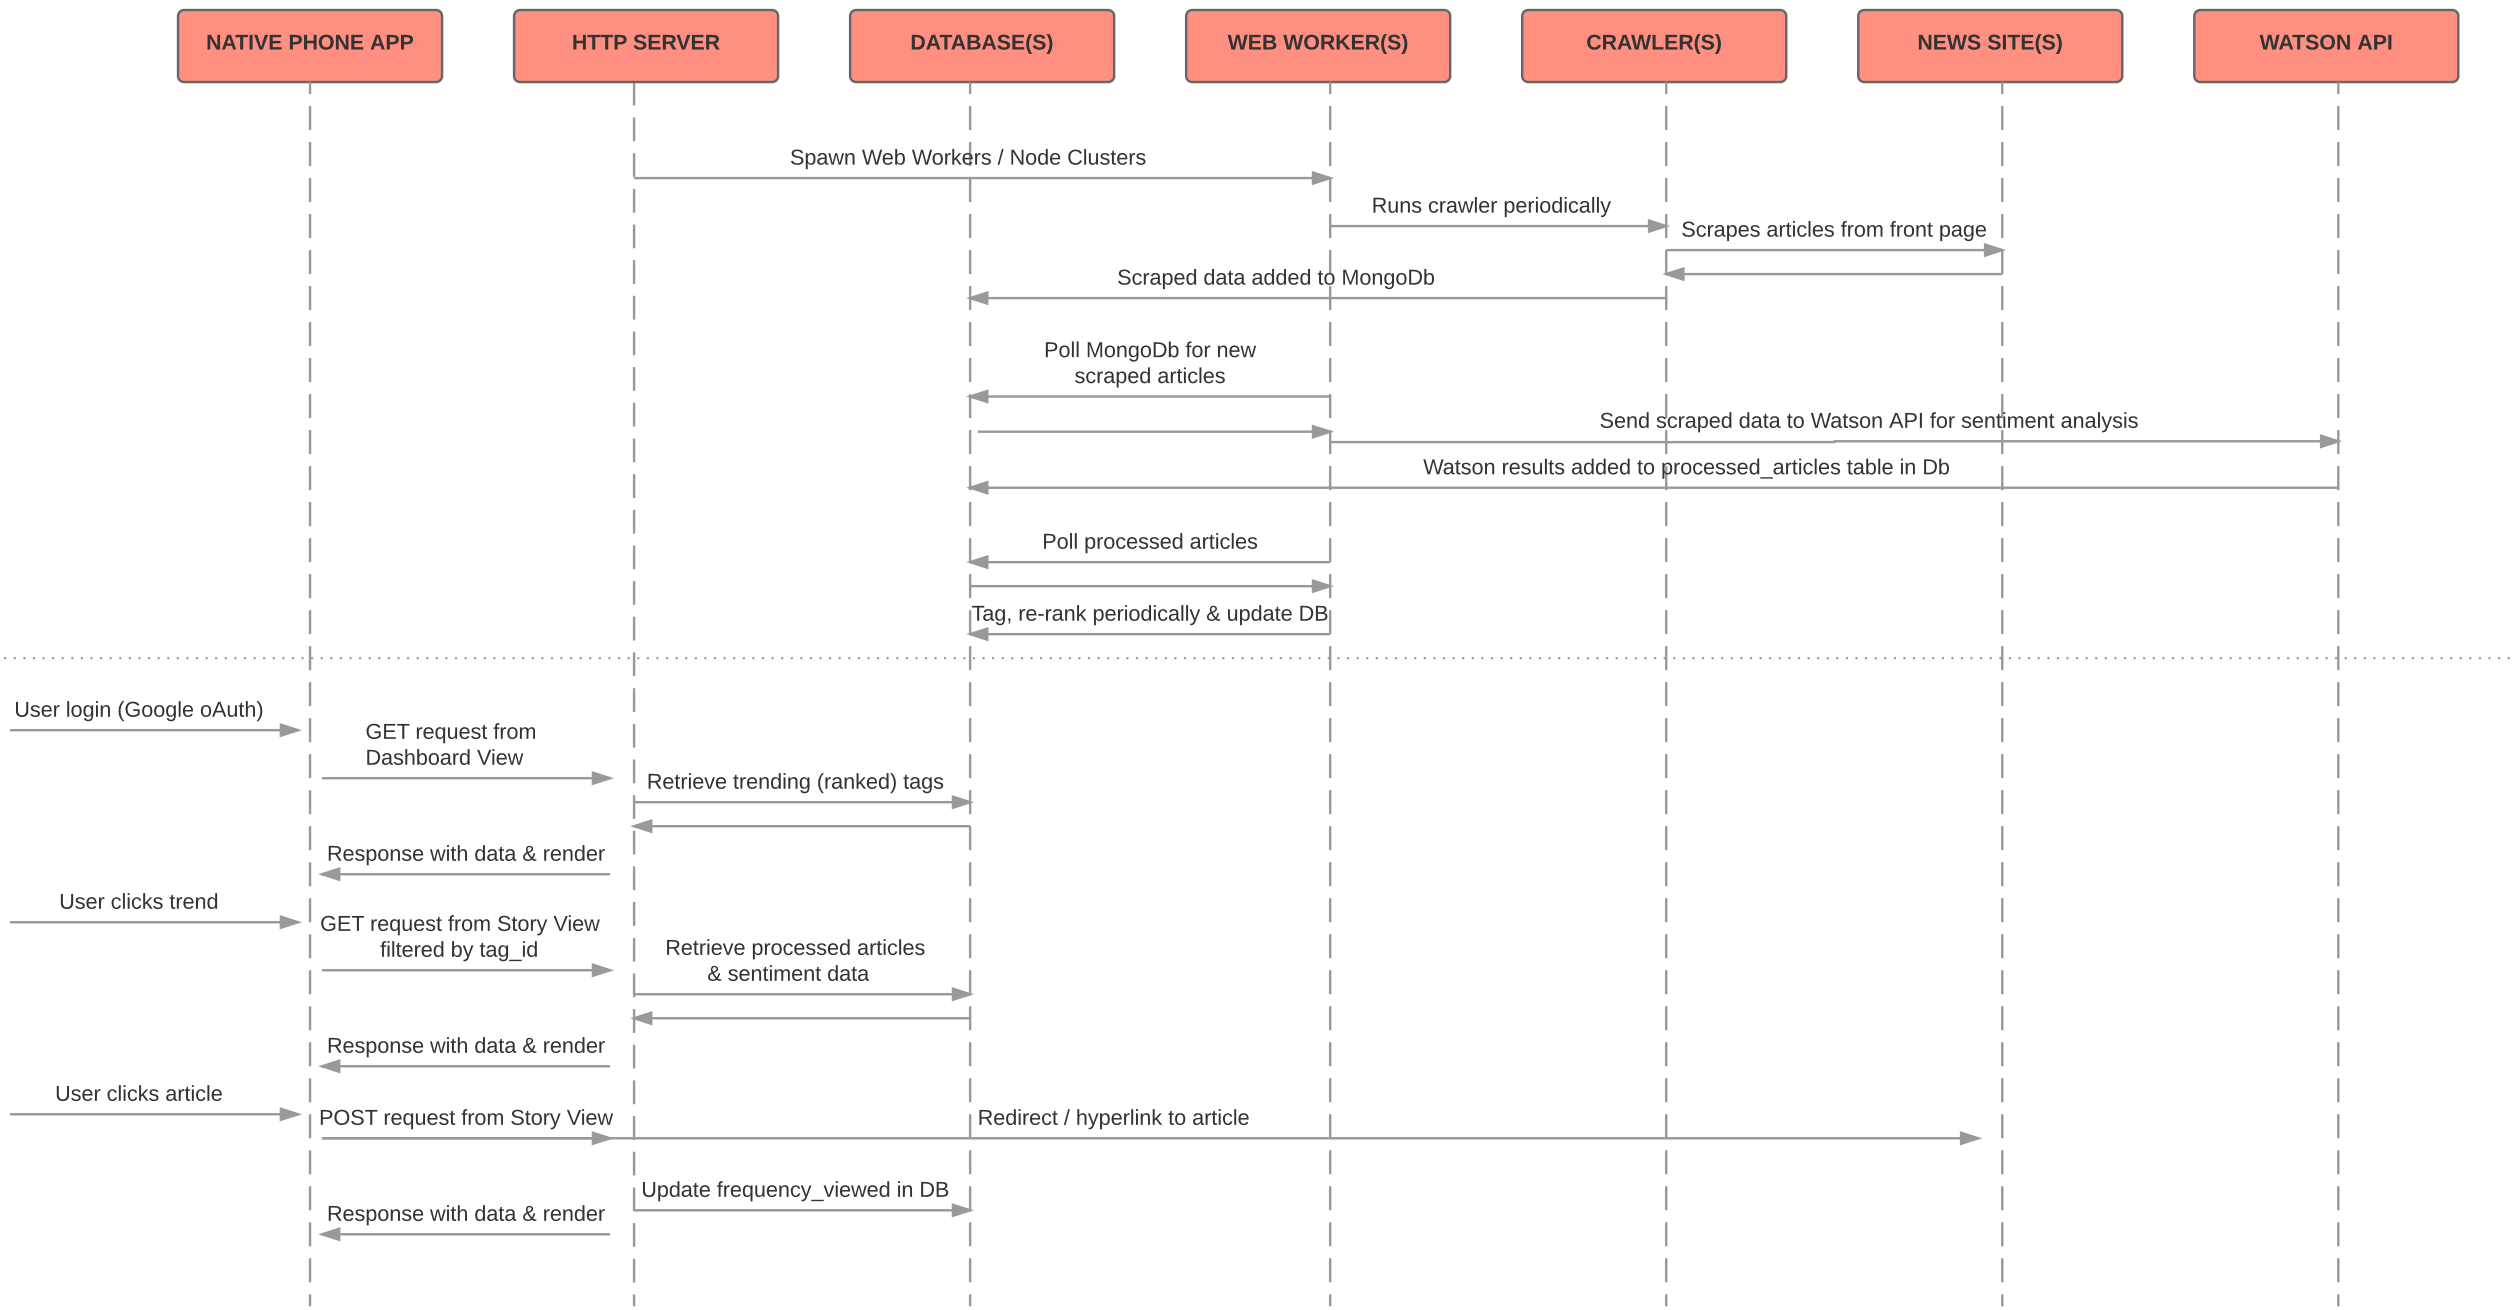 NATIVE PHONE APP
HTTP SERVER
DATABASE(S)
WEB WORKER(S)
CRAWLER(S)
NEWS SITE(S)
WATSON API
Spawn Web Workers / Node Clusters
Runs crawler periodically
Scrapes articles from front page
Scraped data added to MongoDb
Poll MongoDb for new
scraped articles
Send scraped data to Watson API for sentiment analysis
Watson results added to processed_articles table in Db
Poll processed articles
Tag, re-rank periodically & update DB
User login (Google oAuth)
GET request from
Dashboard View
Retrieve trending (ranked) tags
Response with data & render
User clicks trend
GET request from Story View
filtered by tag_id
Retrieve processed articles
& sentiment data
Response with data & render
User clicks article
POST request from Story View
Redirect / hyperlink to article
Update frequency_viewed in DB
Response with data & render